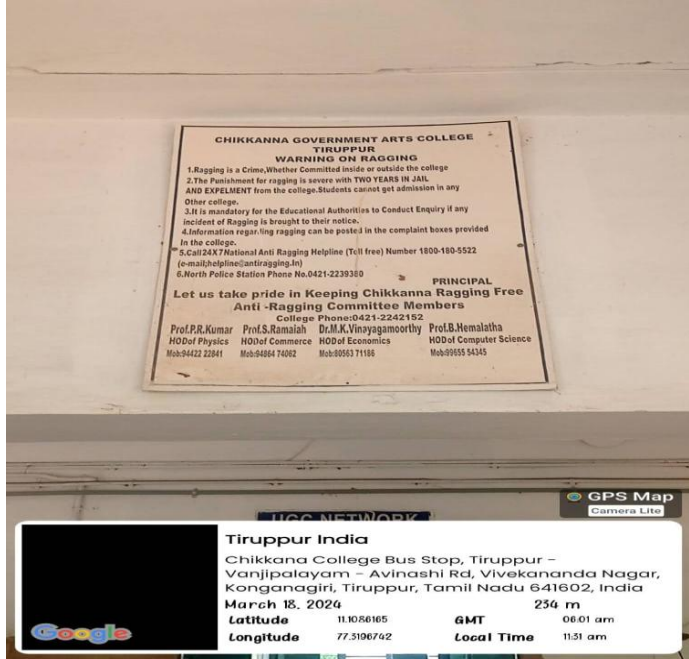 CHIKKANNA GOVERNMENT ARTS COLLEGE
TIRUPPUR
WARNING ON RAGGING
1.Ragging is a Crime,Whether Committed inside or outside the college
2.The Punishment for ragging is severe with TWO YEARS IN JAIL
AND EXPELMENT from the college.Students cannot get admission in any
Other college.
3.It is mandatory for the Educational Authorities to Conduct Enquiry if any
incident of Ragging is brought to their notice.
4.Information regarding ragging can be posted in the complaint boxes provided
In the college.
5.Call24X7National Anti Ragging Helpline (Toll free) Number 1800-180-5522
(e-mail;helpline@antiragging.In)
6.North Police Station Phone No.0421-2239380
PRINCIPAL
Let us take pride in Keeping Chikkanna Ragging Free
Anti -Ragging Committee Members
College Phone:0421-2242152
Prof.P.R.Kumar Prof.S.Ramaiah Dr.M.K.Vinayagamoorthy Prof.B.Hemalatha
HODof Physics HODof Commerce HODof Economics HODof Computer Science
Mob:94422 22841 Mob:94864 74062 Mob:80563 71186 Mob:99655 54345
UGC NETWORK
GPS Map
Camera Lite
Tiruppur India
Chikkana College Bus Stop, Tiruppur -
Vanjipalayam - Avinashi Rd, Vivekananda Nagar,
Konganagiri, Tiruppur, Tamil Nadu 641602, India
March 18, 2024 234 m
Latitude 11.1086165 GMT 06:01 am
Longitude 77.3196742 Local Time 11:31 am
Google